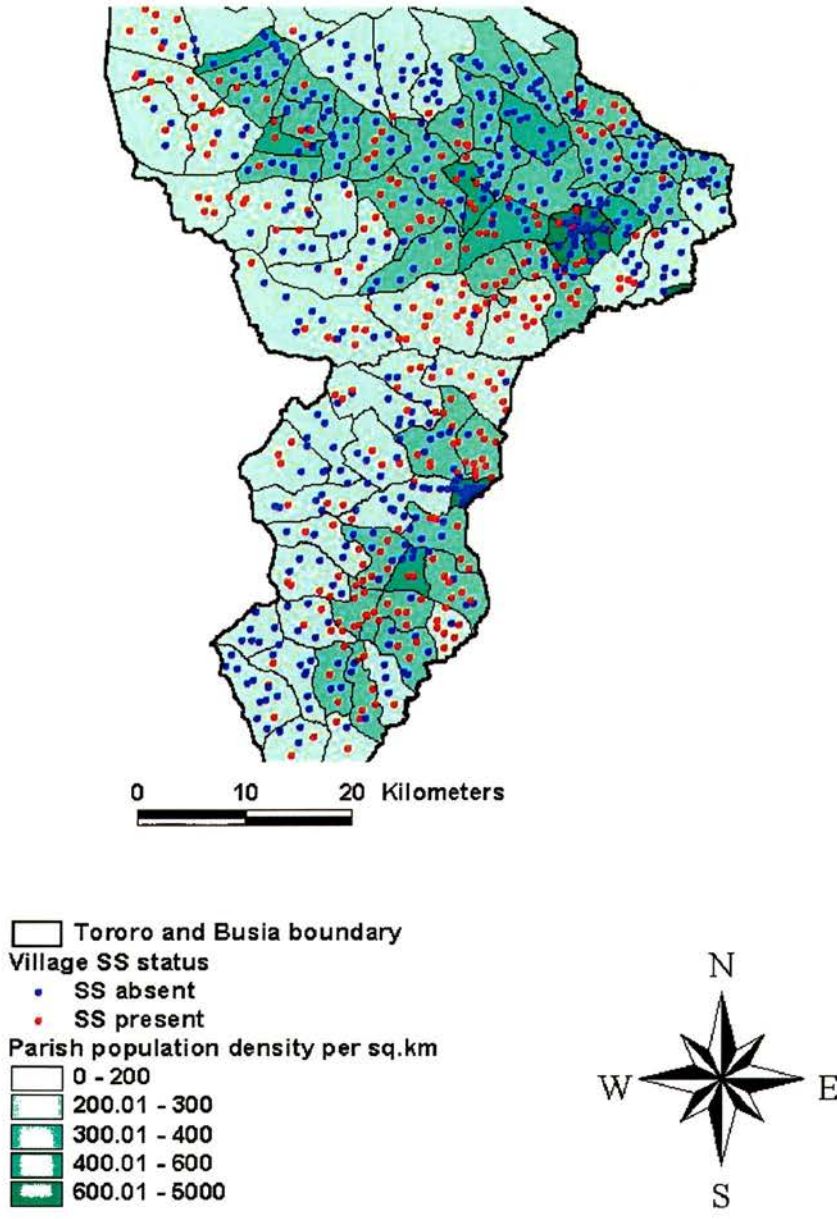 0 10 20 Kilometers
Tororo and Busia boundary
Village SS status
SS absent
SS present
Parish population density per sq.km
0 - 200
200.01 - 300
300.01 - 400
400.01 - 600
600.01 - 5000
N
W E
S